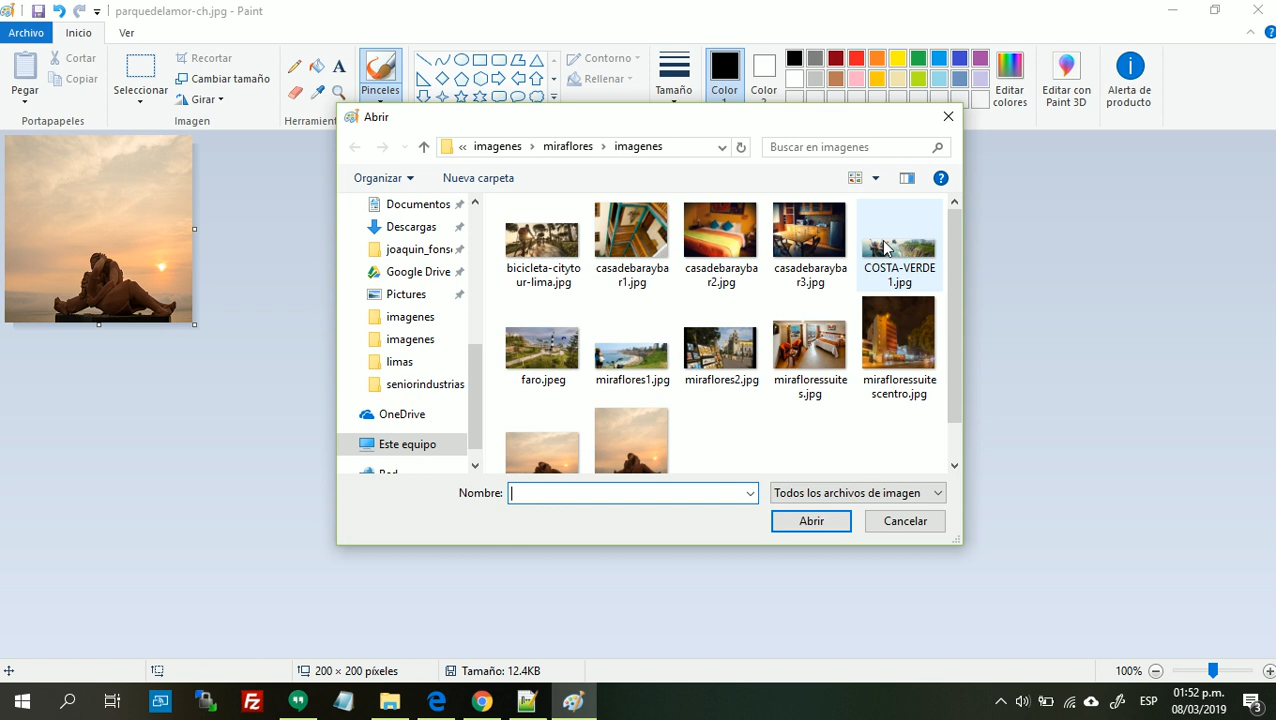 parquedelamor-ch.jpg - Paint
Archivo Inicio Ver
Pegar Cortar Copiar
Portapapeles
Seleccionar Recortar Cambiar tamaño Girar
Imagen
A
Herramient
Pinceles
Contorno
Rellenar
Tamaño
Color 1
Color
Editar colores
Editar con Paint 3D
Alerta de producto
Abrir
« imagenes › miraflores › imagenes
Buscar en imagenes
Organizar Nueva carpeta
Documentos
Descargas
joaquin_fons
Google Drive
Pictures
imagenes
imagenes
limas
seniorindustrias
OneDrive
Este equipo
bicicleta-cityto
ur-lima.jpg
casadebarayba
r1.jpg
casadebarayba
r2.jpg
casadebarayba
r3.jpg
COSTA-VERDE
1.jpg
faro.jpeg
miraflores1.jpg
miraflores2.jpg
mirafloressuite
s.jpg
mirafloressuite
scentro.jpg
Nombre: Todos los archivos de imagen
Abrir Cancelar
200 × 200 píxeles Tamaño: 12.4KB 100%
Fz
ESP
01:52 p.m.
08/03/2019
3